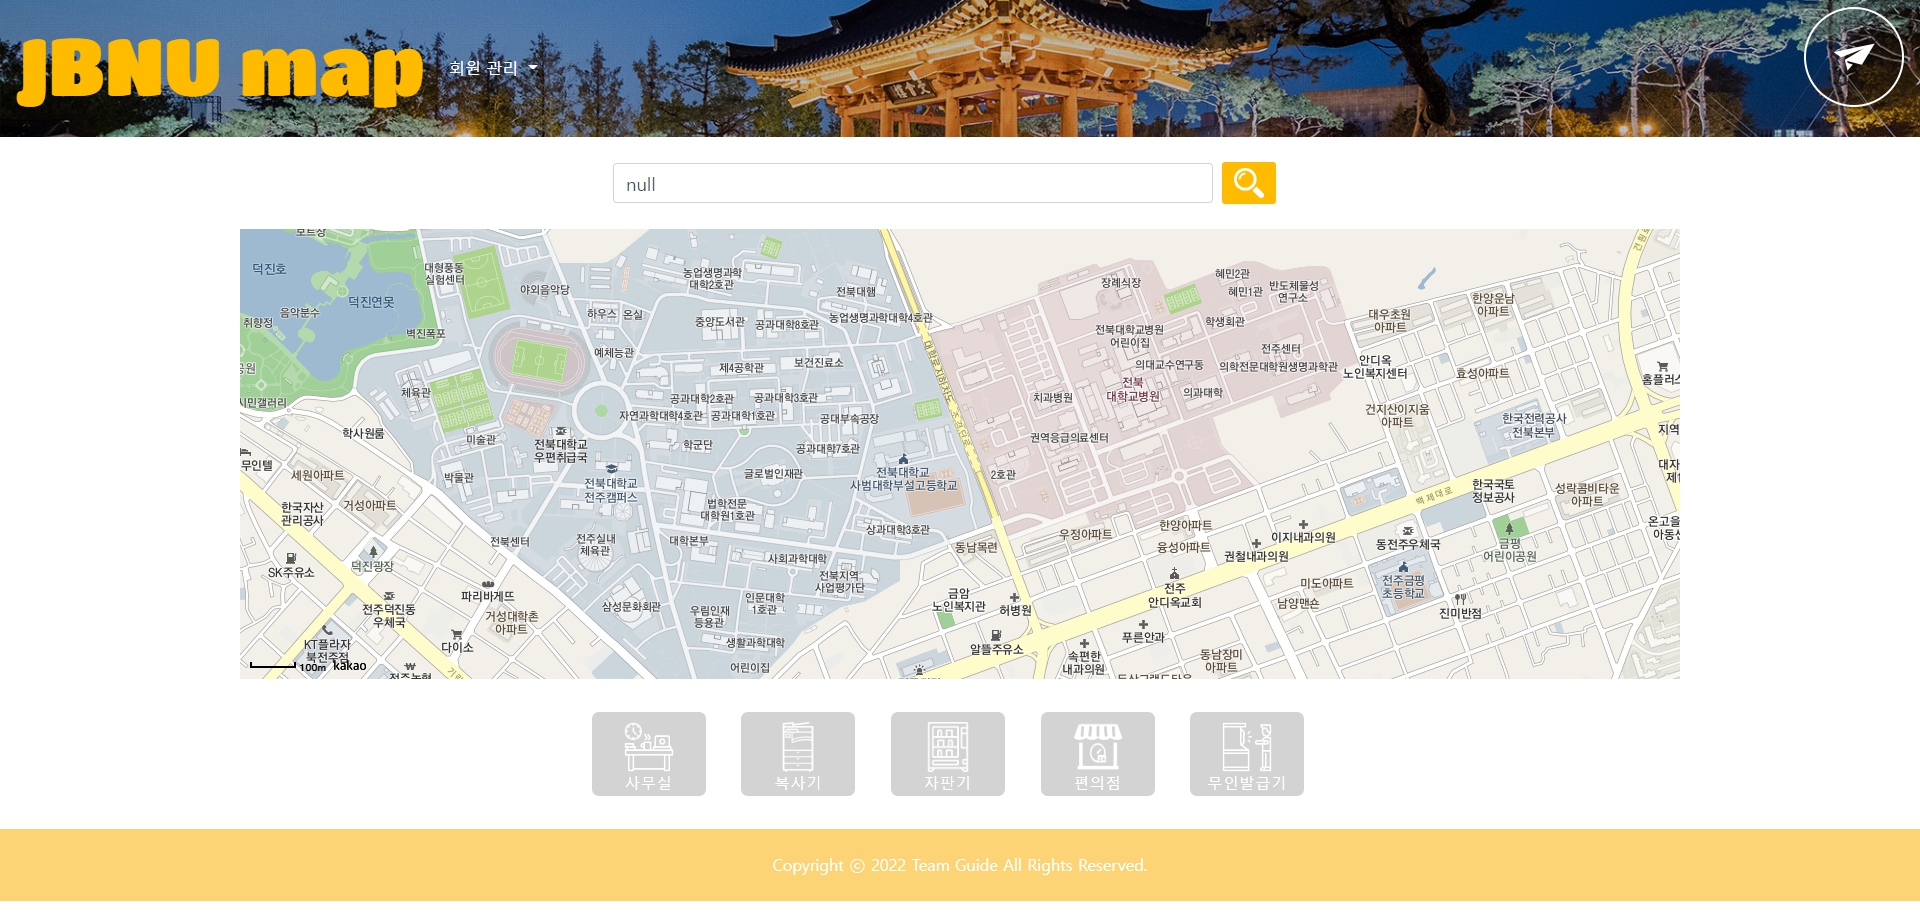 JBNU map
회원 관리
null
덕진호
대형풍동
실험센터
야외음악당
농업생명과학
대학2호관
전북대햄
장례식장
혜민2관
혜민1관
반도체물성
연구소
한양운남
아파트
덕진연못
음악분수
취향정
벽진폭포
하우스
온실
중앙도서관
공과대학8호관
농업생명과학대학4호관
전북대학교병원
어린이집
학생회관
대우초원
아파트
예체능관
제4공학관
보건진료소
의대교수연구동
전주센터
의학전문대학원생명과학관
안디옥
노인복지센터
효성아파트
홈플러스
시민갤러리
체육관
공과대학2호관
공과대학3호관
자연과학대학4호관
공과대학1호관
공대부속공장
치과병원
전북
대학교병원
의과대학
건지산이지움
아파트
한국전력공사
전북본부
학사원룸
미술관
전북대학교
우편취급국
학군단
공과대학7호관
권역응급의료센터
무인텔
세원아파트
박물관
전북대학교
전주캠퍼스
글로벌인재관
전북대학교
사범대학부설고등학교
2호관
백제대로
한국국토
정보공사
성락콤비타운
아파트
한국자산
관리공사
거성아파트
법학전문
대학원1호관
상과대학3호관
우정아파트
한양아파트
이지내과의원
전북센터
전주실내
체육관
대학본부
사회과학대학
동남목련
융성아파트
권철내과의원
동전주우체국
금평
어린이공원
SK주유소
덕진광장
전북지역
사업평가단
파리바게뜨
전주덕진동
우체국
삼성문화회관
우림인재
등용관
인문대학
1호관
금암
노인복지관
허병원
전주
안디옥교회
미도아파트
남양맨숀
전주금평
초등학교
진미반점
거성대학촌
아파트
KT플라자
북전주점
다이소
생활과학대학
알뜰주유소
푸른안과
속편한
내과의원
동남장미
아파트
어린이집
100m
kakao
사무실
복사기
자판기
편의점
무인발급기
Copyright ⓒ 2022 Team Guide All Rights Reserved.